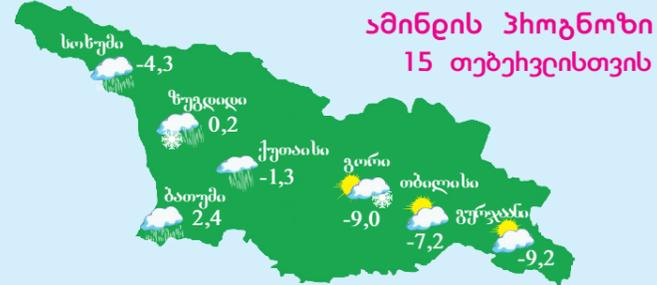 ამინდის პროგნოზი
15 თებერვლისთვის
სოხუმი
-4,3
ზუგდიდი
0,2
ქუთაისი
-1,3
გორი
-9,0
თბილისი
-7,2
ბათუმი
2,4
გურჯაანი
-9,2